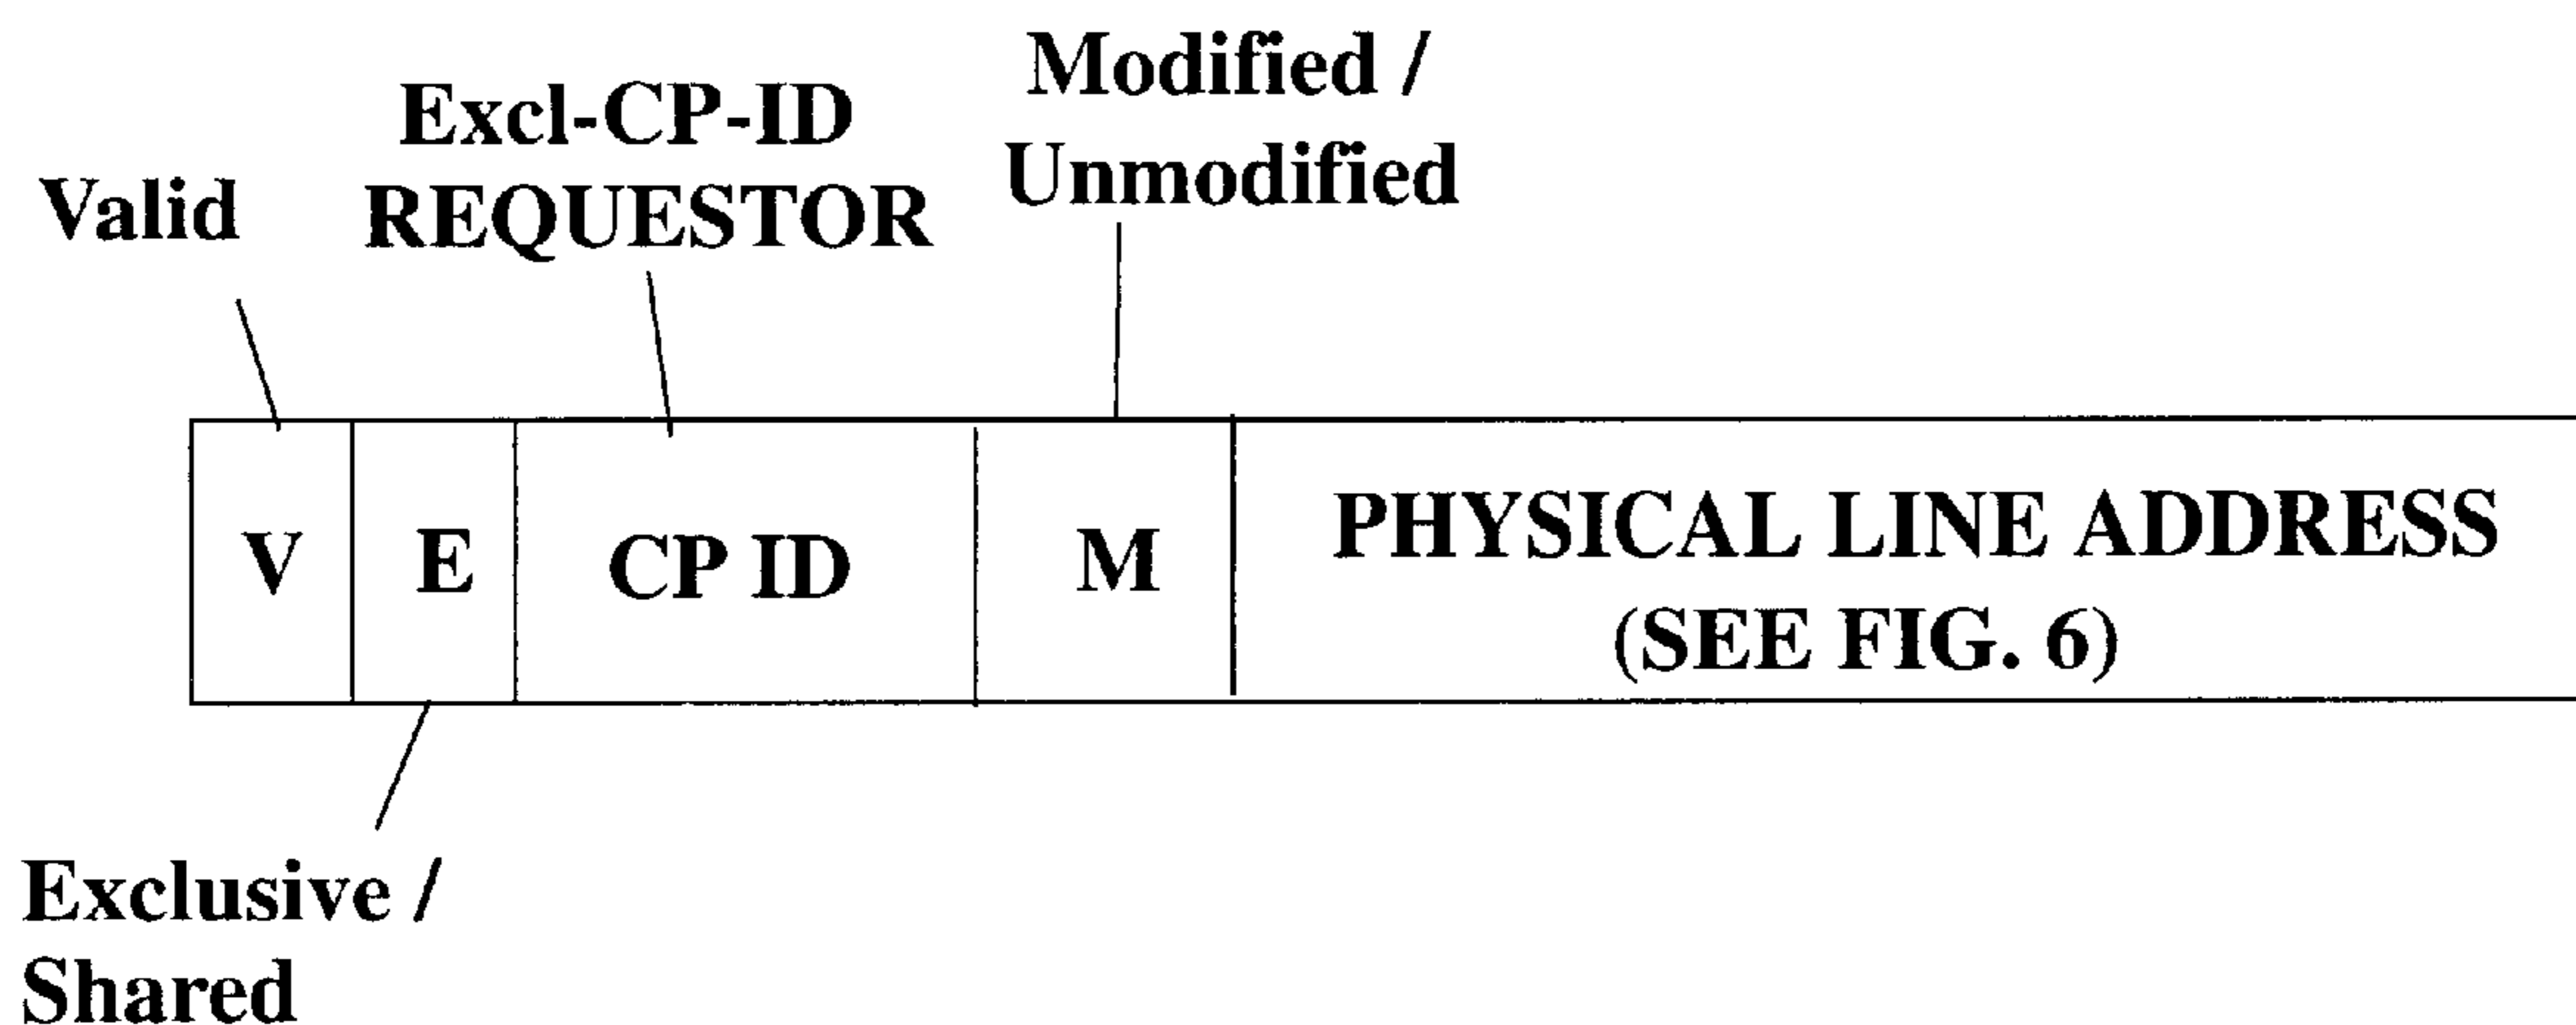 Modified /
Unmodified
Excl-CP-ID
REQUESTOR
Valid
V
E
CP ID
M
PHYSICAL LINE ADDRESS
(SEE FIG. 6)
Exclusive /
Shared